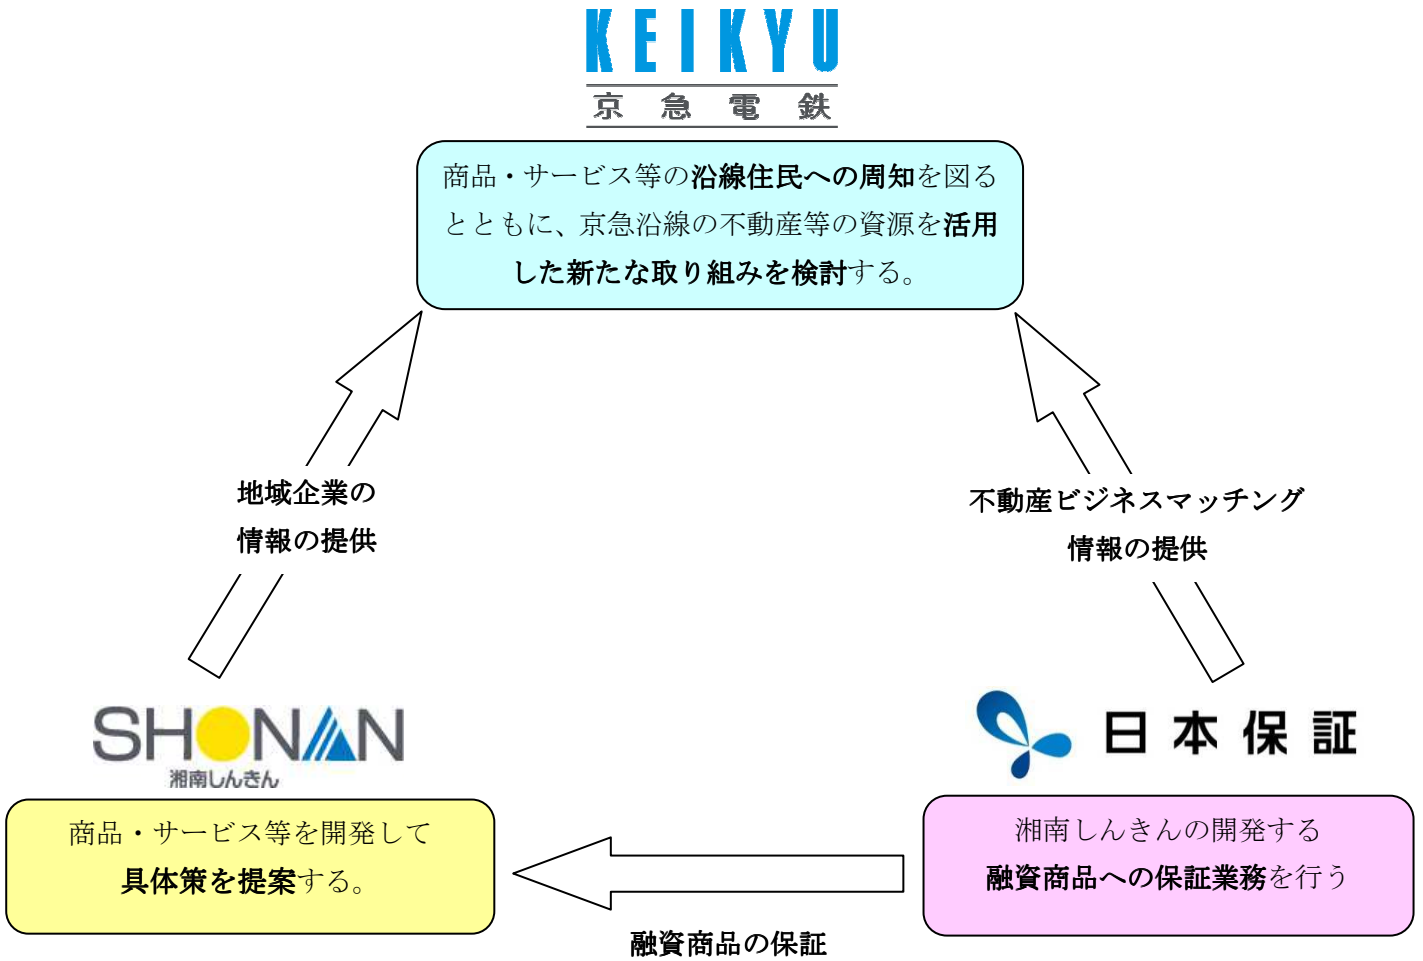 KEIKYU
京急電鉄
商品・サービス等の沿線住民への周知を図る
とともに、京急沿線の不動産等の資源を活用
した新たな取り組みを検討する。
地域企業の
情報の提供
不動産ビジネスマッチング
情報の提供
SHONAN
湘南しんきん
日本保証
商品・サービス等を開発して
具体策を提案する。
湘南しんきんの開発する
融資商品への保証業務を行う
融資商品の保証